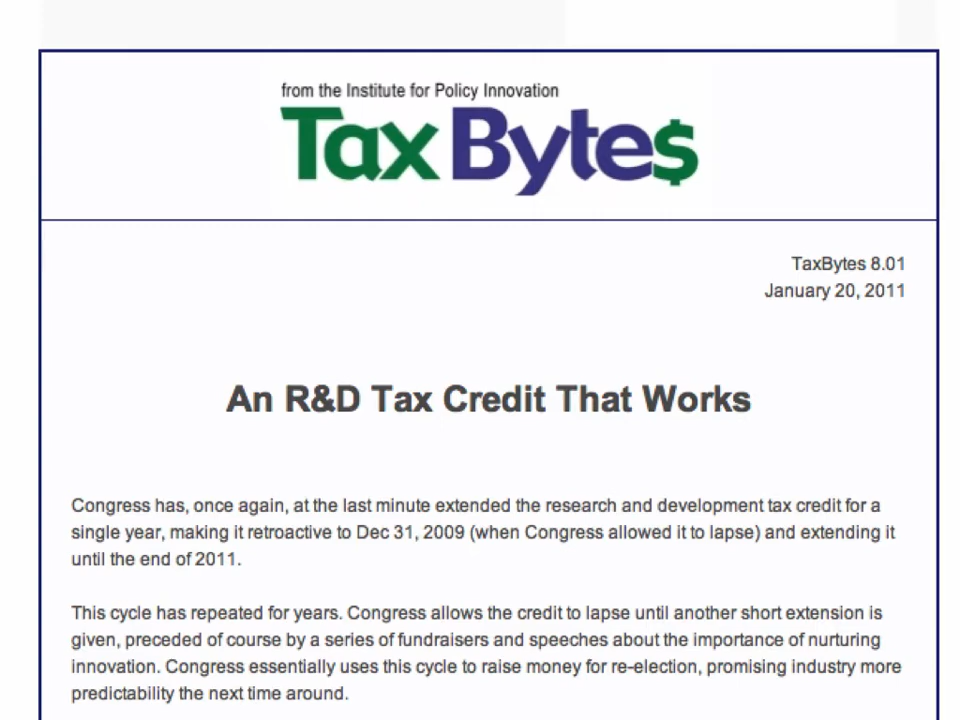 from the Institute for Policy Innovation
TaxByte$
TaxBytes 8.01
January 20, 2011
An R&D Tax Credit That Works
Congress has, once again, at the last minute extended the research and development tax credit for a
single year, making it retroactive to Dec 31, 2009 (when Congress allowed it to lapse) and extending it
until the end of 2011.
This cycle has repeated for years. Congress allows the credit to lapse until another short extension is
given, preceded of course by a series of fundraisers and speeches about the importance of nurturing
innovation. Congress essentially uses this cycle to raise money for re-election, promising industry more
predictability the next time around.